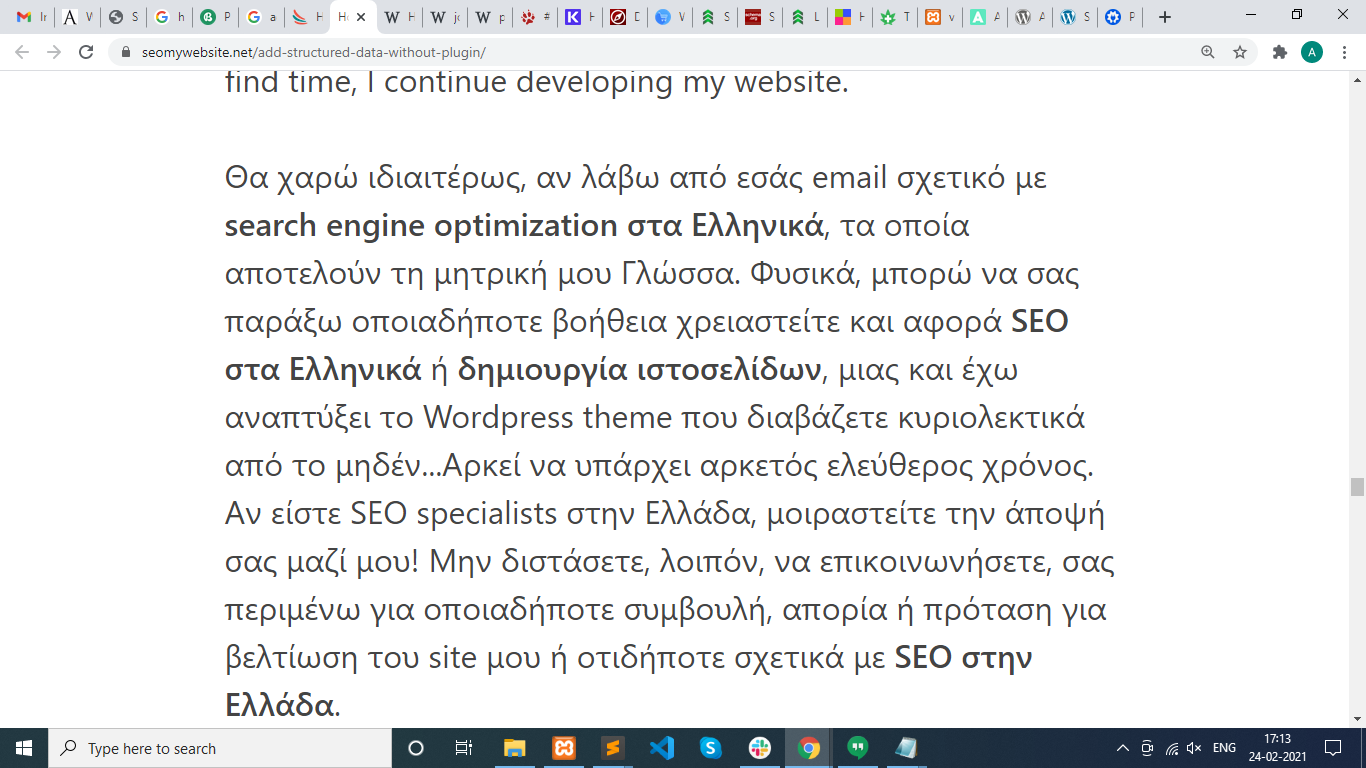 Ir
W
S
h
P
a
H
H
H
jo
p
#
H
D
W
S
S
L
H
T
v
A
A
S
P
seomywebsite.net/add-structured-data-without-plugin/
A
find time, I continue developing my website.
Θα χαρώ ιδιαιτέρως, αν λάβω από εσάς email σχετικό με
search engine optimization στα Ελληνικά, τα οποία
αποτελούν τη μητρική μου Γλώσσα. Φυσικά, μπορώ να σας
παράξω οποιαδήποτε βοήθεια χρειαστείτε και αφορά SEO
στα Ελληνικά ή δημιουργία ιστοσελίδων, μιας και έχω
αναπτύξει το Wordpress theme που διαβάζετε κυριολεκτικά
από το μηδέν...Αρκεί να υπάρχει αρκετός ελεύθερος χρόνος.
Αν είστε SEO specialists στην Ελλάδα, μοιραστείτε την άποψή
σας μαζί μου! Μην διστάσετε, λοιπόν, να επικοινωνήσετε, σας
περιμένω για οποιαδήποτε συμβουλή, απορία ή πρόταση για
βελτίωση του site μου ή οτιδήποτε σχετικά με SEO στην
Ελλάδα.
Type here to search
ENG
17:13
24-02-2021